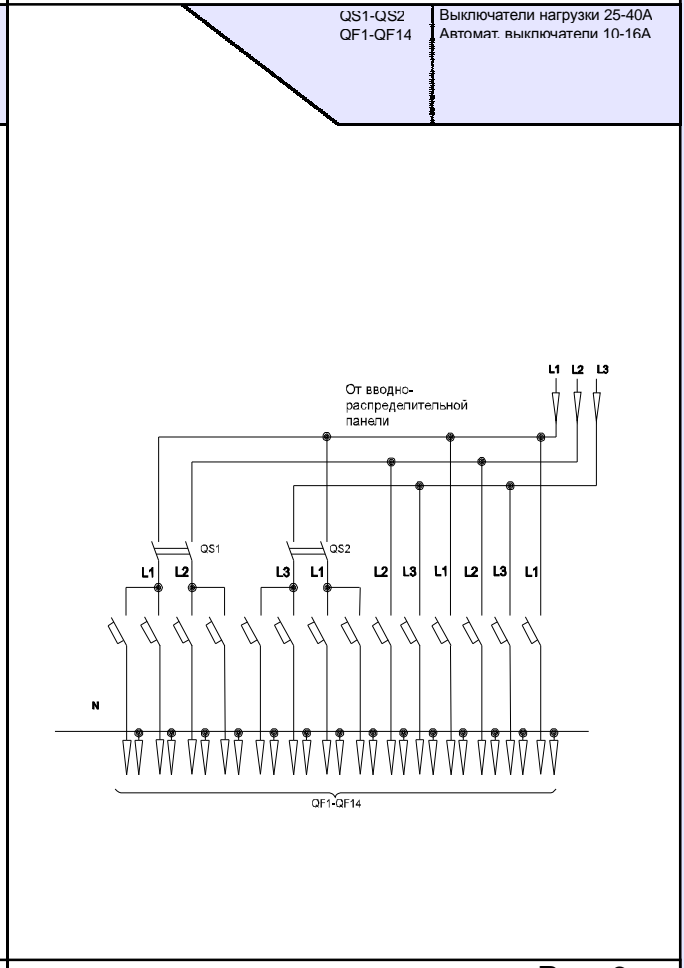 QS1-QS2 Выключатели нагрузки 25-40А
QF1-QF14 Автомат. выключатели 10-16А
L1 L2 L3
От вводно-
распределительной
панели
QS1 QS2
L1 L2 L3 L1 L2 L3 L1 L2 L3 L1
N
QF1-QF14